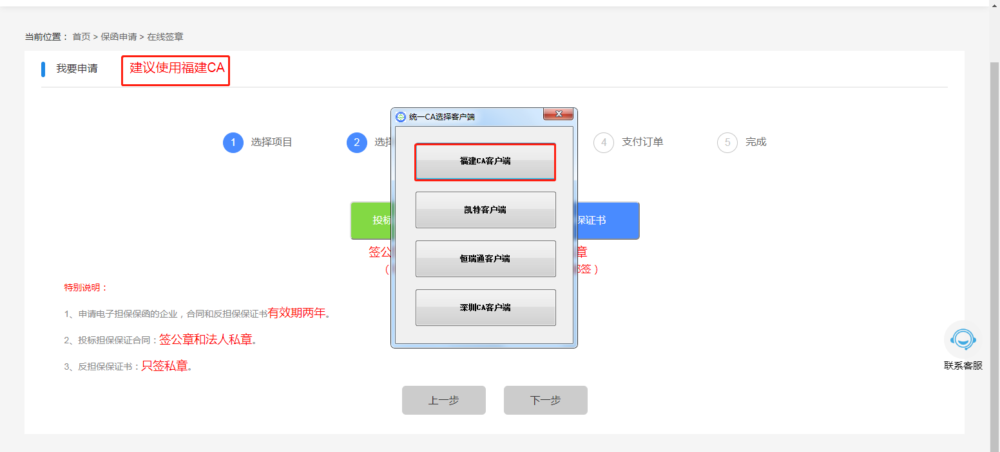 当前位置： 首页 > 保函申请 > 在线签章
我要申请
建议使用福建CA
统一CA选择客户端
1 选择项目
2 选择
4 支付订单
5 完成
福建CA客户端
凯特客户端
恒瑞通客户端
深圳CA客户端
投标
保证书
签公
章
（
签）
特别说明：
1、申请电子担保保函的企业，合同和反担保保证书有效期两年。
2、投标担保保证合同：签公章和法人私章。
3、反担保保证书：只签私章。
联系客服
上一步
下一步